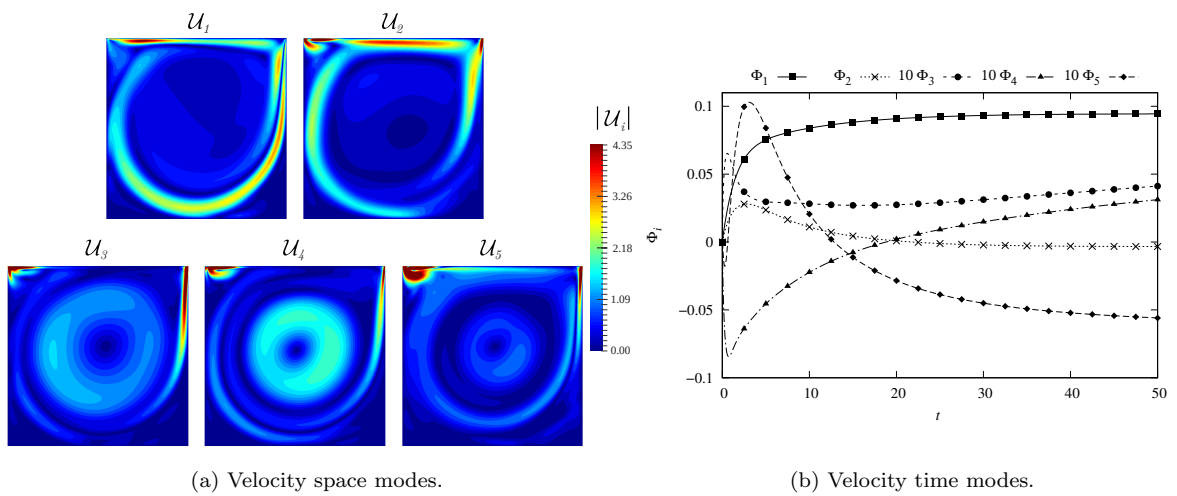 𝒰₁ 𝒰₂
𝒰₃ 𝒰₄ 𝒰₅
|𝒰ᵢ|
4.35
3.26
2.18
1.09
0.00
(a) Velocity space modes.
Φ₁ Φ₂ 10 Φ₃ 10 Φ₄ 10 Φ₅
0.1
0.05
0
−0.05
−0.1
Φᵢ
0 10 20 30 40 50
t
(b) Velocity time modes.